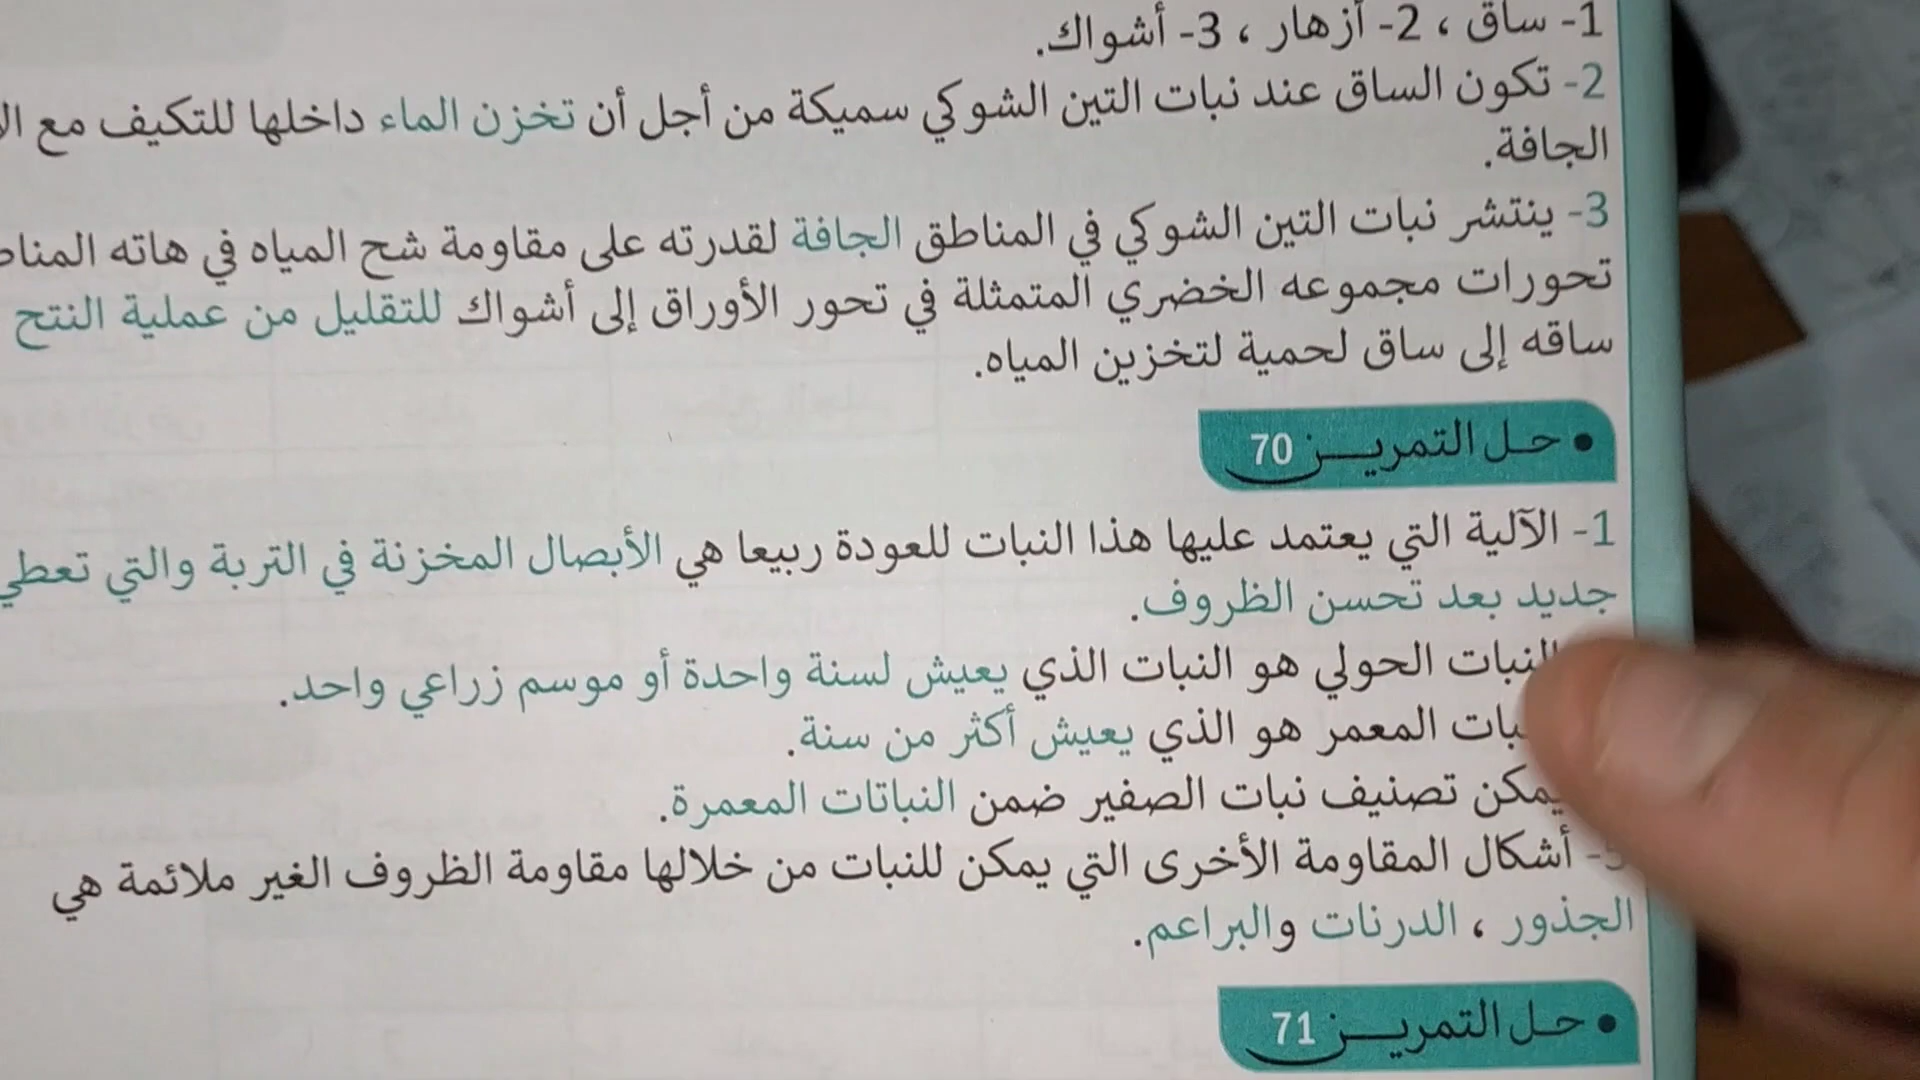 1- ساق ، 2- أزهار ، 3- أشواك.
2- تكون الساق عند نبات التين الشوكي سميكة من أجل أن تخزن الماء داخلها للتكيف مع
الجافة.
3- ينتشر نبات التين الشوكي في المناطق الجافة لقدرته على مقاومة شح المياه في هاته
تحورات مجموعه الخضري المتمثلة في تحور الأوراق إلى أشواك للتقليل من عملية النتح
ساقه إلى ساق لحمية لتخزين المياه.
• حل التمرين 70
1- الآلية التي يعتمد عليها هذا النبات للعودة ربيعا هي الأبصال المخزنة في التربة والتي تعطي
جديد بعد تحسن الظروف.
النبات الحولي هو النبات الذي يعيش لسنة واحدة أو موسم زراعي واحد.
المعمر هو الذي يعيش أكثر من سنة.
يمكن تصنيف نبات الصفير ضمن النباتات المعمرة.
5- أشكال المقاومة الأخرى التي يمكن للنبات من خلالها مقاومة الظروف الغير ملائمة هي
الجذور ، الدرنات والبراعم.
• حل التمرين 71